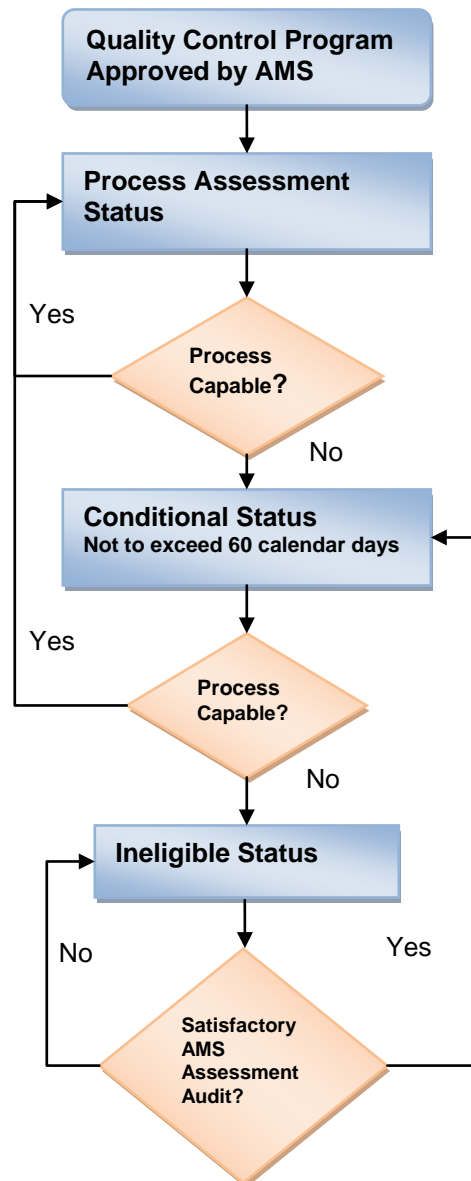 Quality Control Program
Approved by AMS
Process Assessment
Status
Yes
Process
Capable?
No
Conditional Status
Not to exceed 60 calendar days
Yes
Process
Capable?
No
Ineligible Status
No
Yes
Satisfactory
AMS
Assessment
Audit?